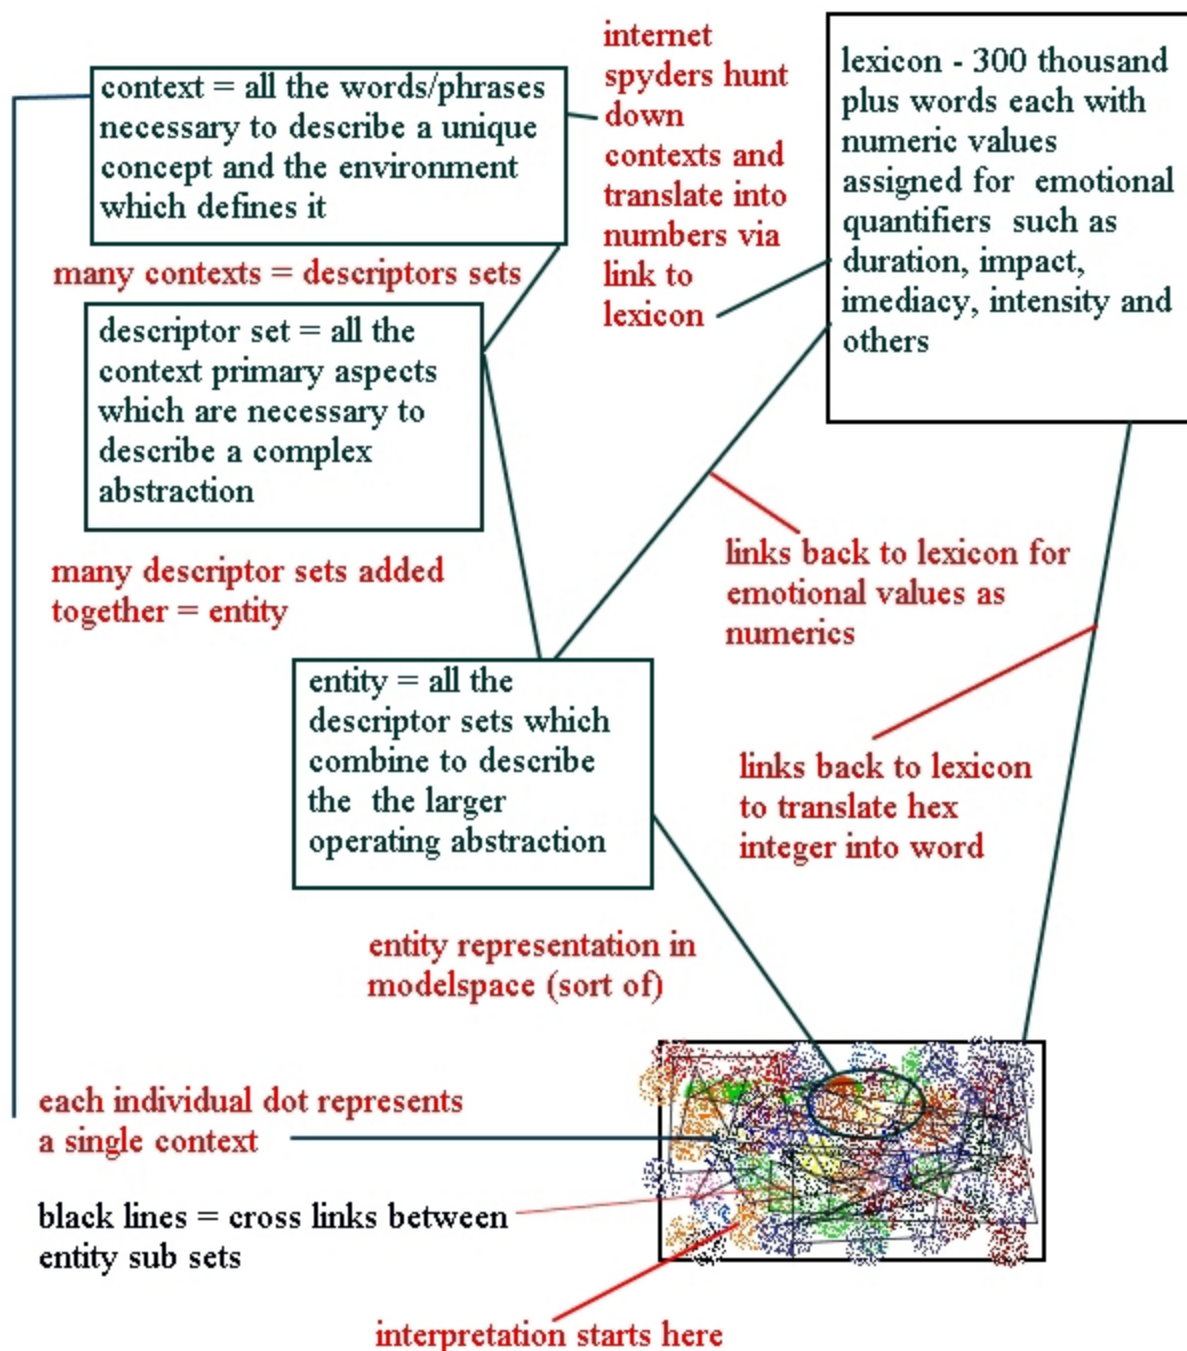 context = all the words/phrases
necessary to describe a unique
concept and the environment
which defines it
internet
spyders hunt
down
contexts and
translate into
numbers via
link to
lexicon
lexicon - 300 thousand
plus words each with
numeric values
assigned for emotional
quantifiers such as
duration, impact,
imediacy, intensity and
others
many contexts = descriptors sets
descriptor set = all the
context primary aspects
which are necessary to
describe a complex
abstraction
many descriptor sets added
together = entity
links back to lexicon for
emotional values as
numerics
entity = all the
descriptor sets which
combine to describe
the the larger
operating abstraction
links back to lexicon
to translate hex
integer into word
entity representation in
modelspace (sort of)
each individual dot represents
a single context
black lines = cross links between
entity sub sets
interpretation starts here